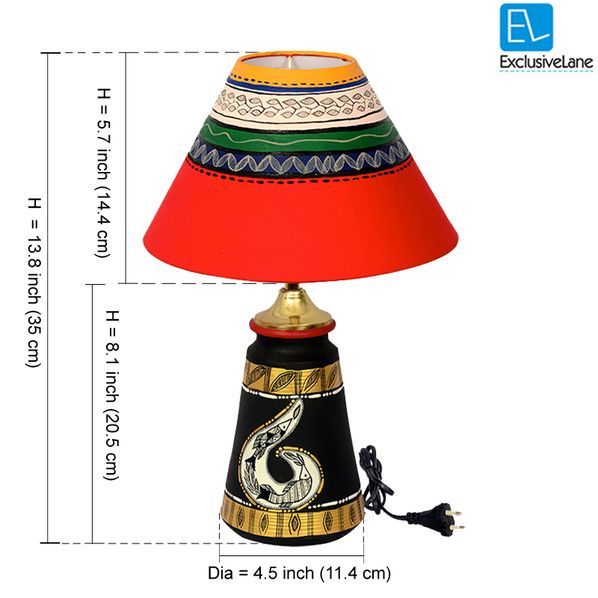 EL
ExclusiveLane
H = 5.7 inch (14.4 cm)
H = 13.8 inch (35 cm)
H = 8.1 inch (20.5 cm)
Dia = 4.5 inch (11.4 cm)